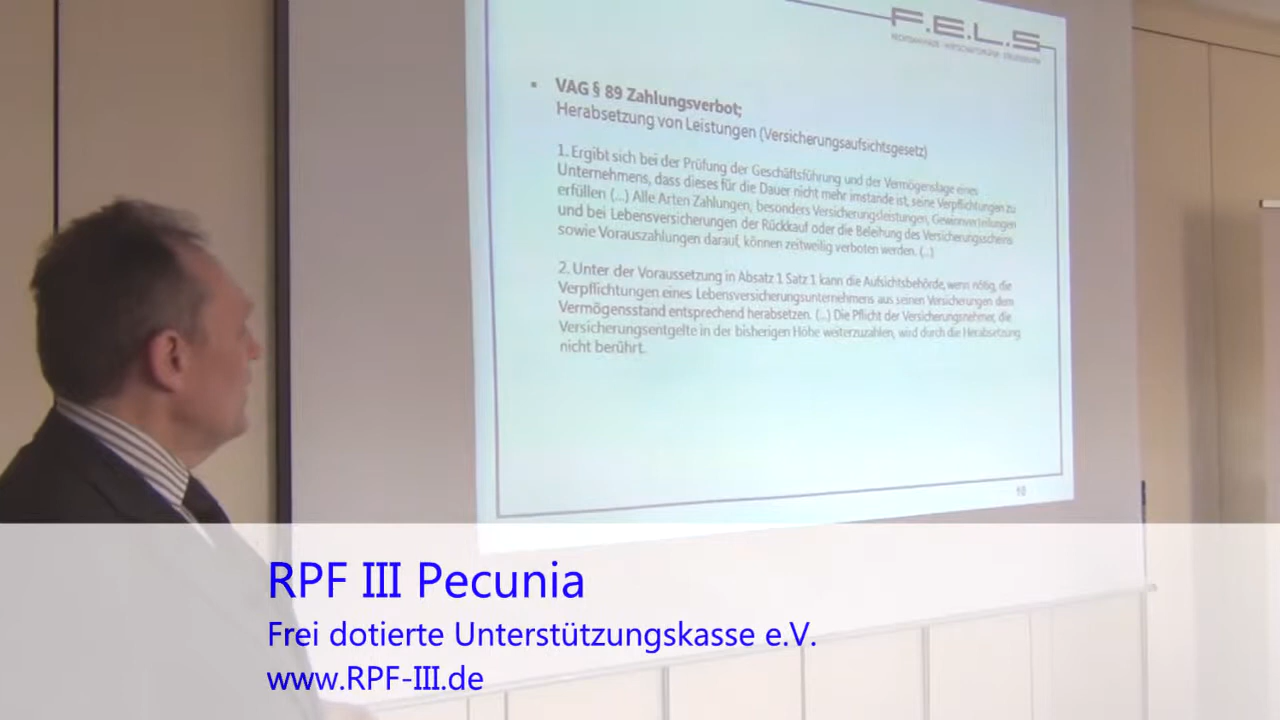 F.E.L.S
VAG § 89 Zahlungsverbot;
Herabsetzung von Leistungen (Versicherungsaufsichtsgesetz)
1. Ergibt sich bei der Prüfung der Geschäftsführung und der Vermögenslage eines
Unternehmens, dass dieses für die Dauer nicht mehr imstande ist, seine Verpflichtungen zu
erfüllen (...) Alle Arten Zahlungen, besonders Versicherungsleistungen, Gewinnverteilungen
und bei Lebensversicherungen der Rückkauf oder die Beleihung des Versicherungsscheins
sowie Vorauszahlungen darauf, können zeitweilig verboten werden. (...)
2. Unter der Voraussetzung in Absatz 1 Satz 1 kann die Aufsichtsbehörde, wenn nötig, die
Verpflichtungen eines Lebensversicherungsunternehmens aus seinen Versicherungen dem
Vermögensstand entsprechend herabsetzen. (...) Die Pflicht der Versicherungsnehmer, die
Versicherungsentgelte in der bisherigen Höhe weiterzuzahlen, wird durch die Herabsetzung
nicht berührt.
10
RPF III Pecunia
Frei dotierte Unterstützungskasse e.V.
www.RPF-III.de